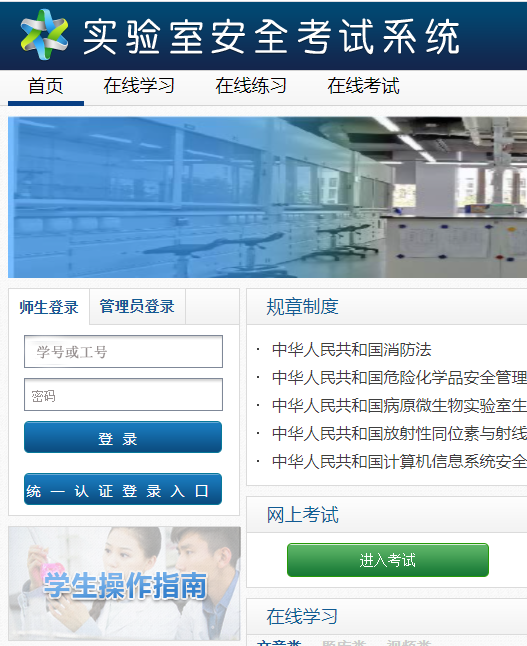 实验室安全考试系统
首页 在线学习 在线练习 在线考试
师生登录 管理员登录
学号或工号
密码
登 录
统 一 认 证 登 录 入 口
学生操作指南
规章制度
· 中华人民共和国消防法
· 中华人民共和国危险化学品安全管理
· 中华人民共和国病原微生物实验室生
· 中华人民共和国放射性同位素与射线
· 中华人民共和国计算机信息系统安全
网上考试
进入考试
在线学习
文章类 题库类 视频类